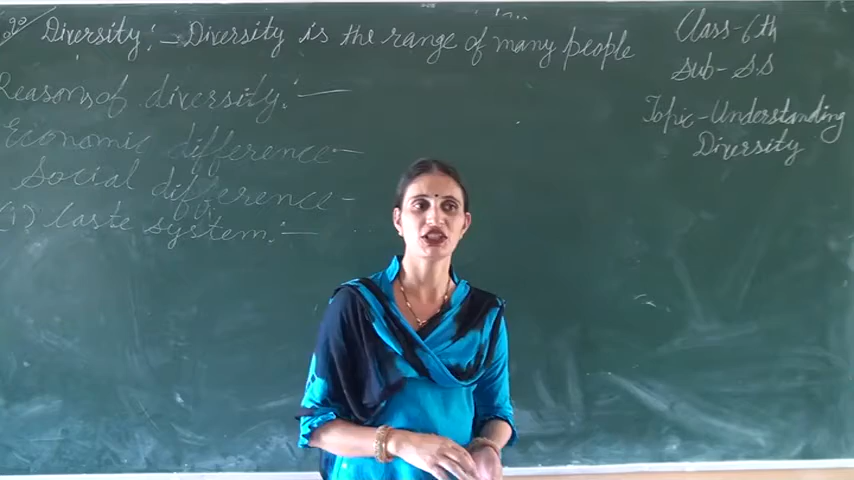 Diversity:- Diversity is the range of many people
Reasons of diversity:-
Economic difference-
Social difference-
(1) Caste system:-
Class-6th
Sub- S.S
Topic-Understanding
Diversity